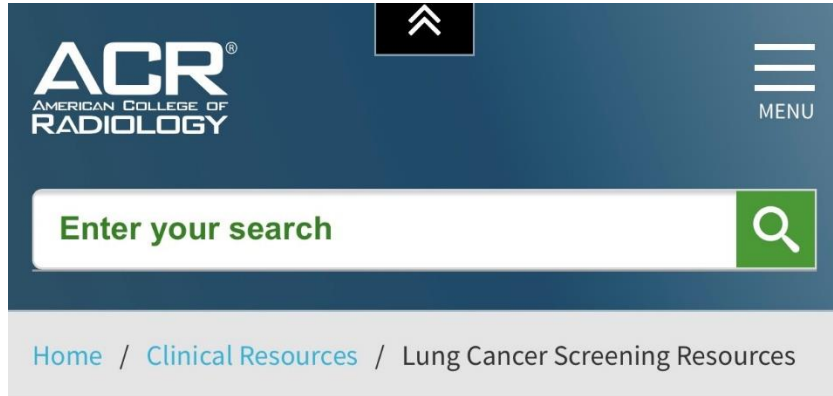 ACR®
AMERICAN COLLEGE OF
RADIOLOGY
MENU
Enter your search
Home / Clinical Resources / Lung Cancer Screening Resources